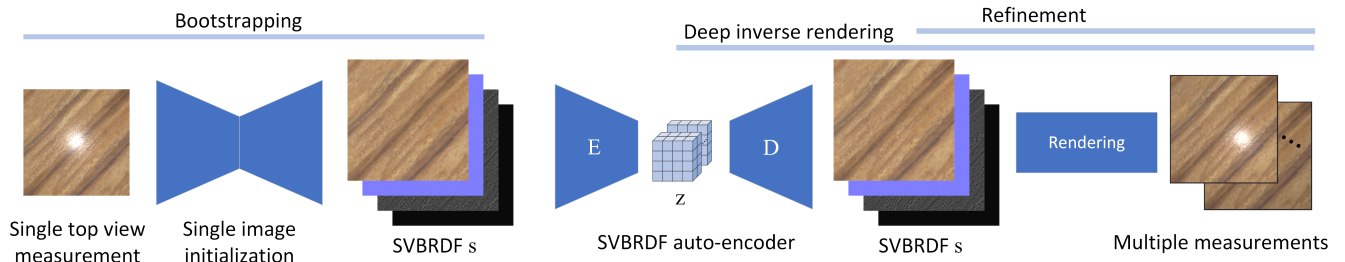 Bootstrapping
Refinement
Deep inverse rendering
E
D
Rendering
z
Single top view
measurement
Single image
initialization
SVBRDF s
SVBRDF auto-encoder
SVBRDF s
Multiple measurements